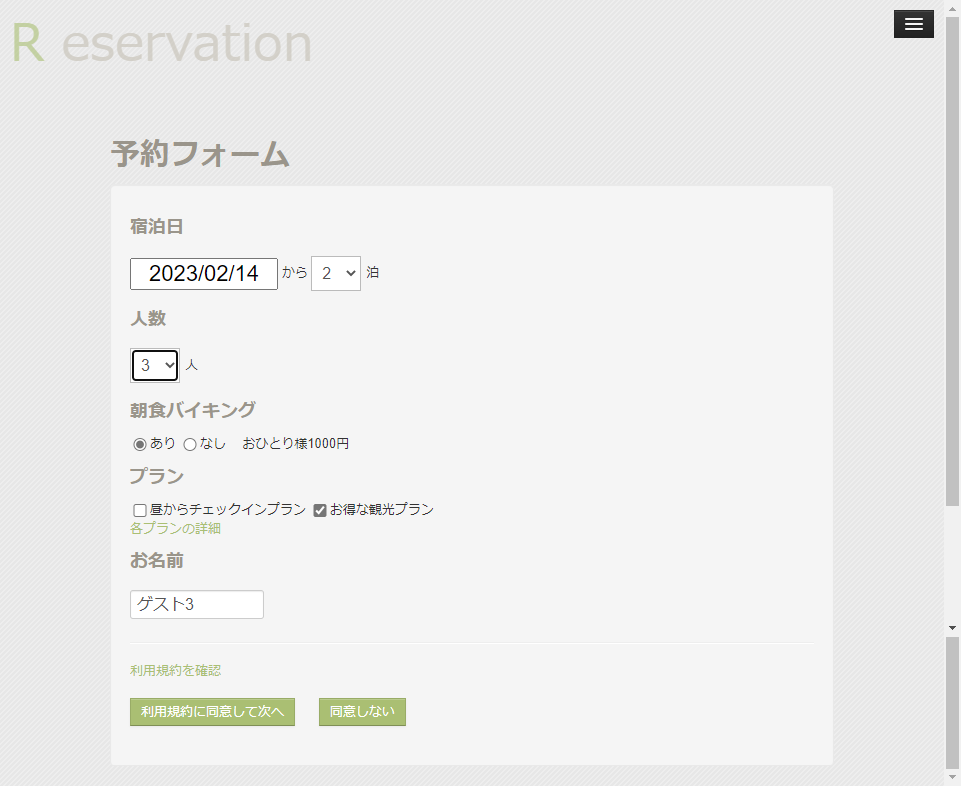 R eservation
予約フォーム
宿泊日
2023/02/14 から 2 泊
人数
3 人
朝食バイキング
あり なし おひとり様1000円
プラン
昼からチェックインプラン お得な観光プラン
各プランの詳細
お名前
ゲスト3
利用規約を確認
利用規約に同意して次へ 同意しない